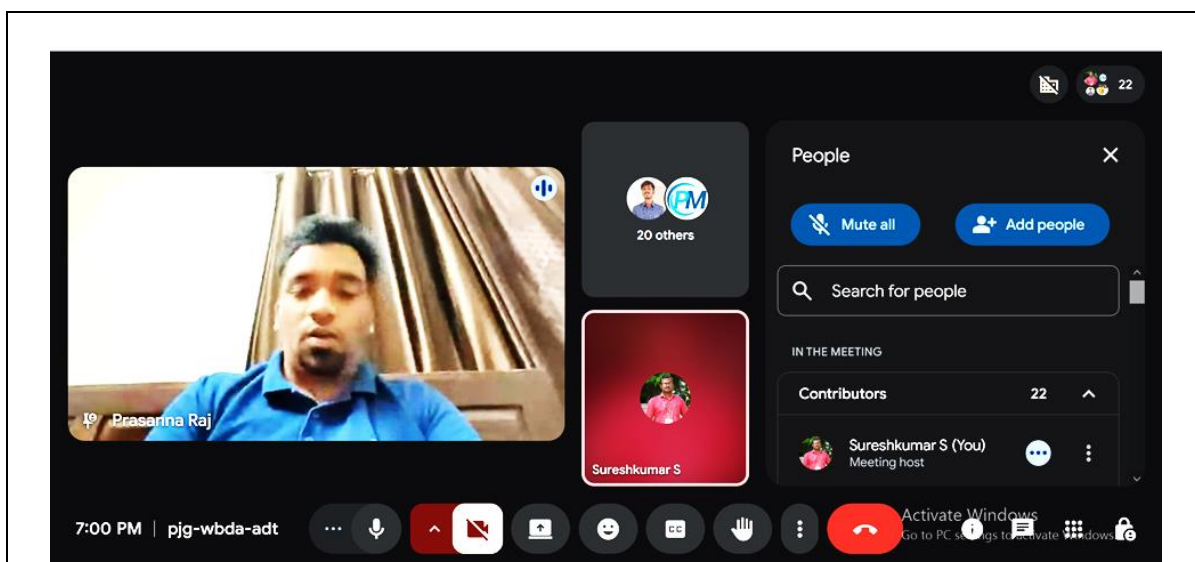 22
People
Mute all
Add people
20 others
Search for people
IN THE MEETING
Contributors 22
Prasanna Raj
Sureshkumar S (You)
Meeting host
Sureshkumar S
7:00 PM | pjg-wbda-adt
CC
Activate Windows
Go to PC settings to activate Windows.
PM